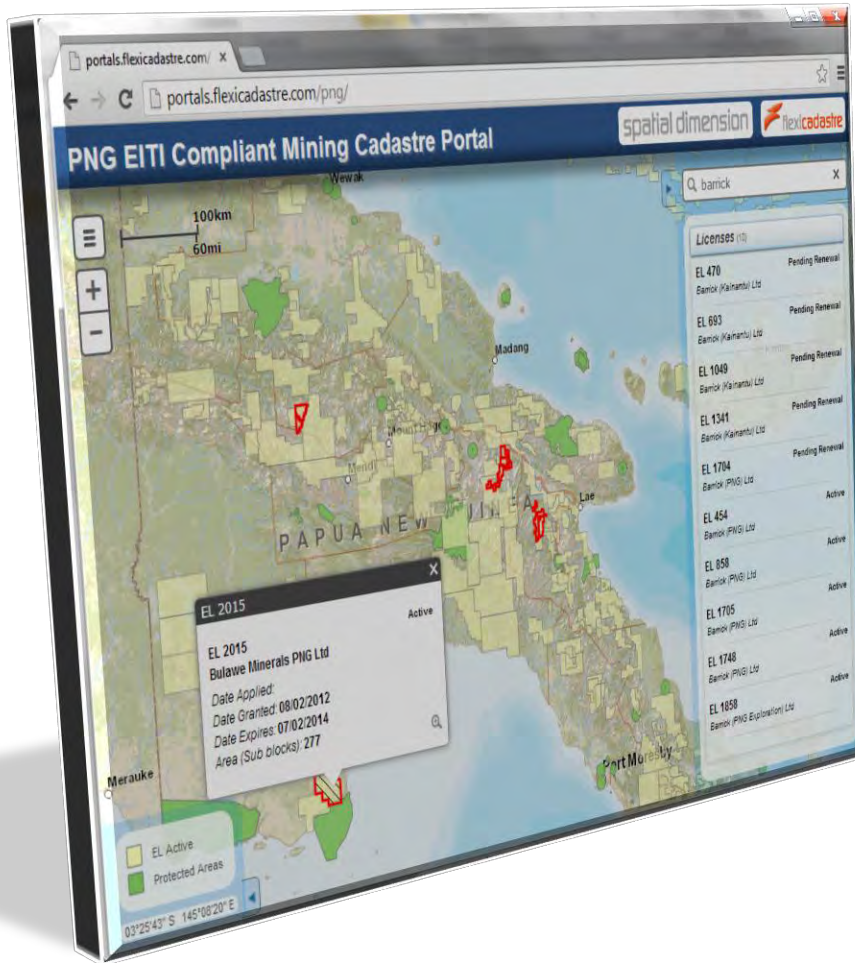 portals.flexicadastre.com/ x
portals.flexicadastre.com/png/
PNG EITI Compliant Mining Cadastre Portal
spatial dimension
flexicadastre
barrick X
100km
60mi
+
−
Wewak
Madang
Mendi
Lae
PAPUA NEW
Port Moresby
Merauke
Licenses (10)
EL 470 Pending Renewal
Barrick (Kainantu) Ltd
EL 693 Pending Renewal
Barrick (Kainantu) Ltd
EL 1049 Pending Renewal
Barrick (Kainantu) Ltd
EL 1341 Pending Renewal
Barrick (Kainantu) Ltd
EL 1704 Pending Renewal
Barrick (PNG) Ltd
EL 454 Active
Barrick (PNG) Ltd
EL 858 Active
Barrick (PNG) Ltd
EL 1705 Active
Barrick (PNG) Ltd
EL 1748 Active
Barrick (PNG) Ltd
EL 1858 Active
Barrick (PNG Exploration) Ltd
EL 2015 X
Active
EL 2015
Bulawe Minerals PNG Ltd
Date Applied:
Date Granted: 08/02/2012
Date Expires: 07/02/2014
Area (Sub blocks): 277
EL Active
Protected Areas
03°25'43" S 145°08'20" E